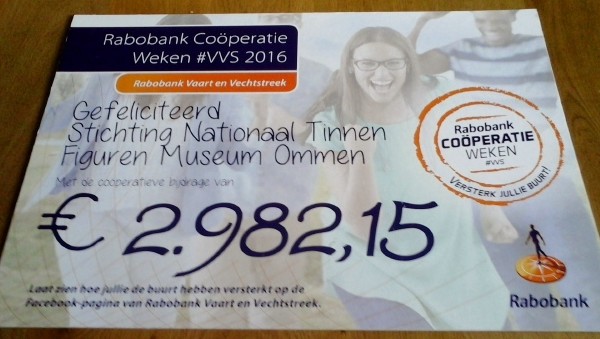 Rabobank Coöperatie
Weken #VVS 2016
Rabobank Vaart en Vechtstreek
Gefeliciteerd
Stichting Nationaal Tinnen
Figuren Museum Ommen
Met de coöperatieve bijdrage van
€ 2.982,15
Laat zien hoe jullie de buurt hebben versterkt op de
Facebook-pagina van Rabobank Vaart en Vechtstreek.
Rabobank
COÖPERATIE
WEKEN
#VVS
VERSTERK JULLIE BUURT!
Rabobank